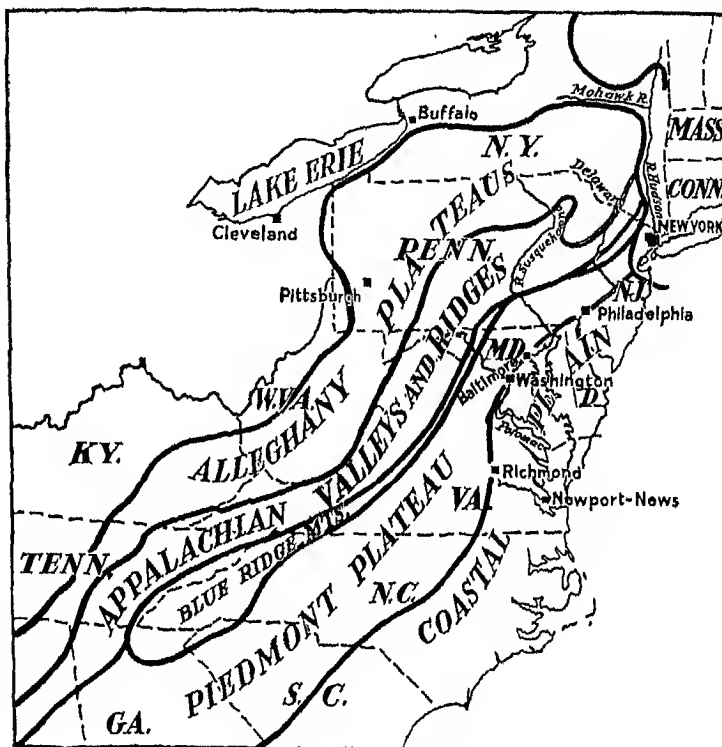 Mohawk R.
Buffalo
MASS
N.Y.
LAKE ERIE
Delaware
R. Hudson
CONN.
Cleveland
NEW YORK
PENN.
R. Susquehanna
Pittsburgh
N.J.
Philadelphia
ALLEGHANY PLATEAUS
MD.
Baltimore
Washington
W.VA.
D.
KY.
APPALACHIAN VALLEYS AND RIDGES
Potomac
Richmond
VA.
Newport-News
TENN.
BLUE RIDGE MTS.
PIEDMONT PLATEAU
N.C.
COASTAL PLAIN
S. C.
GA.